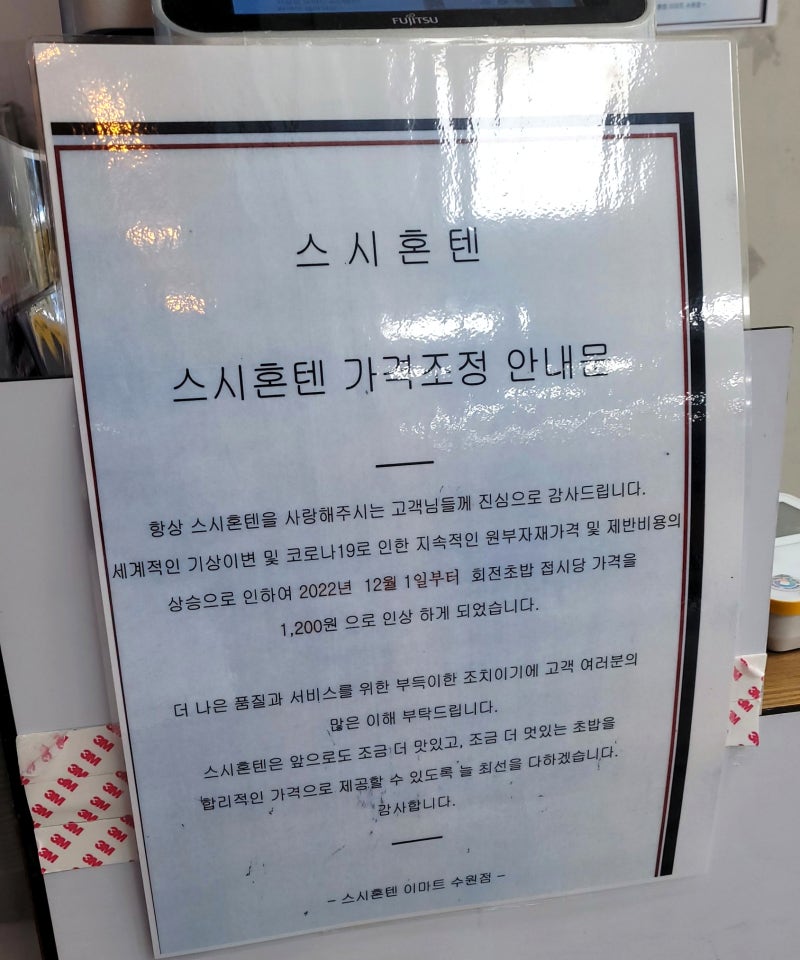 FUJITSU
스시혼텐
스시혼텐 가격조정 안내문
항상 스시혼텐을 사랑해주시는 고객님들께 진심으로 감사드립니다.
세계적인 기상이변 및 코로나19로 인한 지속적인 원부자재가격 및 제반비용의
상승으로 인하여 2022년 12월 1일부터 회전초밥 접시당 가격을
1,200원 으로 인상 하게 되었습니다.
더 나은 품질과 서비스를 위한 부득이한 조치이기에 고객 여러분의
많은 이해 부탁드립니다.
스시혼텐은 앞으로도 조금 더 맛있고, 조금 더 멋있는 초밥을
합리적인 가격으로 제공할 수 있도록 늘 최선을 다하겠습니다.
감사합니다.
- 스시혼텐 이마트 수원점 -
3M 3M
3M 3M
3M 3M
3M 3M